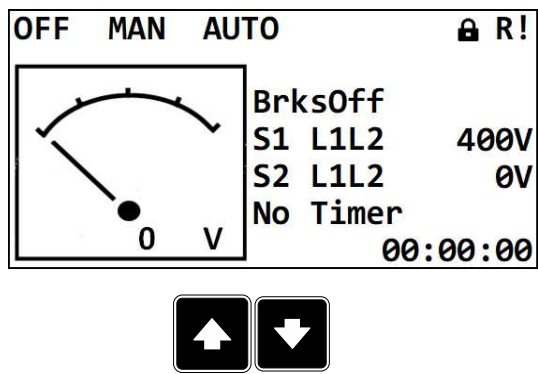 OFF MAN AUTO R!
BrksOff
S1 L1L2 400V
S2 L1L2 0V
No Timer
0 V
00:00:00